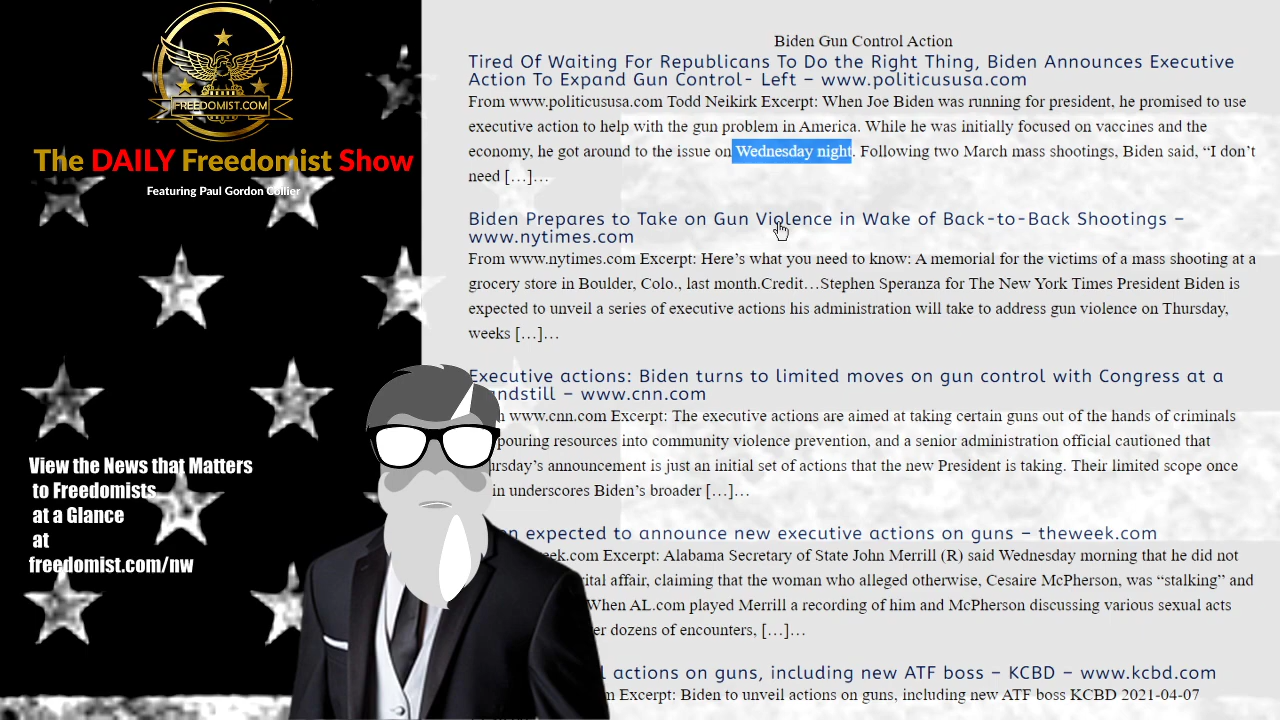 FREEDOMIST.COM
The DAILY Freedomist Show
Featuring Paul Gordon Collier
View the News that Matters
to Freedomists
at a Glance
at
freedomist.com/nw
Biden Gun Control Action
Tired Of Waiting For Republicans To Do the Right Thing, Biden Announces Executive
Action To Expand Gun Control- Left – www.politicususa.com
From www.politicususa.com Todd Neikirk Excerpt: When Joe Biden was running for president, he promised to use
executive action to help with the gun problem in America. While he was initially focused on vaccines and the
economy, he got around to the issue on Wednesday night. Following two March mass shootings, Biden said, “I don’t
need […]…
Biden Prepares to Take on Gun Violence in Wake of Back-to-Back Shootings –
www.nytimes.com
From www.nytimes.com Excerpt: Here’s what you need to know: A memorial for the victims of a mass shooting at a
grocery store in Boulder, Colo., last month.Credit…Stephen Speranza for The New York Times President Biden is
expected to unveil a series of executive actions his administration will take to address gun violence on Thursday,
weeks […]…
Executive actions: Biden turns to limited moves on gun control with Congress at a
ndstill – www.cnn.com
www.cnn.com Excerpt: The executive actions are aimed at taking certain guns out of the hands of criminals
pouring resources into community violence prevention, and a senior administration official cautioned that
rsday’s announcement is just an initial set of actions that the new President is taking. Their limited scope once
in underscores Biden’s broader […]…
expected to announce new executive actions on guns – theweek.com
eek.com Excerpt: Alabama Secretary of State John Merrill (R) said Wednesday morning that he did not
ital affair, claiming that the woman who alleged otherwise, Cesaire McPherson, was “stalking” and
When AL.com played Merrill a recording of him and McPherson discussing various sexual acts
er dozens of encounters, […]…
l actions on guns, including new ATF boss – KCBD – www.kcbd.com
Excerpt: Biden to unveil actions on guns, including new ATF boss KCBD 2021-04-07